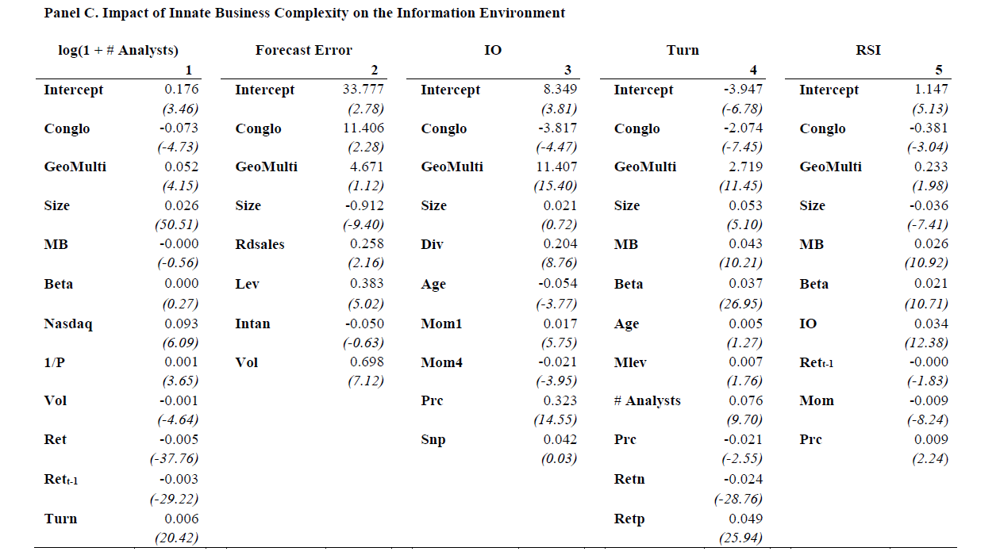 Panel C. Impact of Innate Business Complexity on the Information Environment
log(1 + # Analysts) Forecast Error IO Turn RSI
1 2 3 4 5
Intercept 0.176 Intercept 33.777 Intercept 8.349 Intercept -3.947 Intercept 1.147
(3.46) (2.78) (3.81) (-6.78) (5.13)
Conglo -0.073 Conglo 11.406 Conglo -3.817 Conglo -2.074 Conglo -0.381
(-4.73) (2.28) (-4.47) (-7.45) (-3.04)
GeoMulti 0.052 GeoMulti 4.671 GeoMulti 11.407 GeoMulti 2.719 GeoMulti 0.233
(4.15) (1.12) (15.40) (11.45) (1.98)
Size 0.026 Size -0.912 Size 0.021 Size 0.053 Size -0.036
(50.51) (-9.40) (0.72) (5.10) (-7.41)
MB -0.000 Rdsales 0.258 Div 0.204 MB 0.043 MB 0.026
(-0.56) (2.16) (8.76) (10.21) (10.92)
Beta 0.000 Lev 0.383 Age -0.054 Beta 0.037 Beta 0.021
(0.27) (5.02) (-3.77) (26.95) (10.71)
Nasdaq 0.093 Intan -0.050 Mom1 0.017 Age 0.005 IO 0.034
(6.09) (-0.63) (5.75) (1.27) (12.38)
1/P 0.001 Vol 0.698 Mom4 -0.021 Mlev 0.007 Rett-1 -0.000
(3.65) (7.12) (-3.95) (1.76) (-1.83)
Vol -0.001 Prc 0.323 # Analysts 0.076 Mom -0.009
(-4.64) (14.55) (9.70) (-8.24)
Ret -0.005 Snp 0.042 Prc -0.021 Prc 0.009
(-37.76) (0.03) (-2.55) (2.24)
Rett-1 -0.003 Retn -0.024
(-29.22) (-28.76)
Turn 0.006 Retp 0.049
(20.42) (25.94)